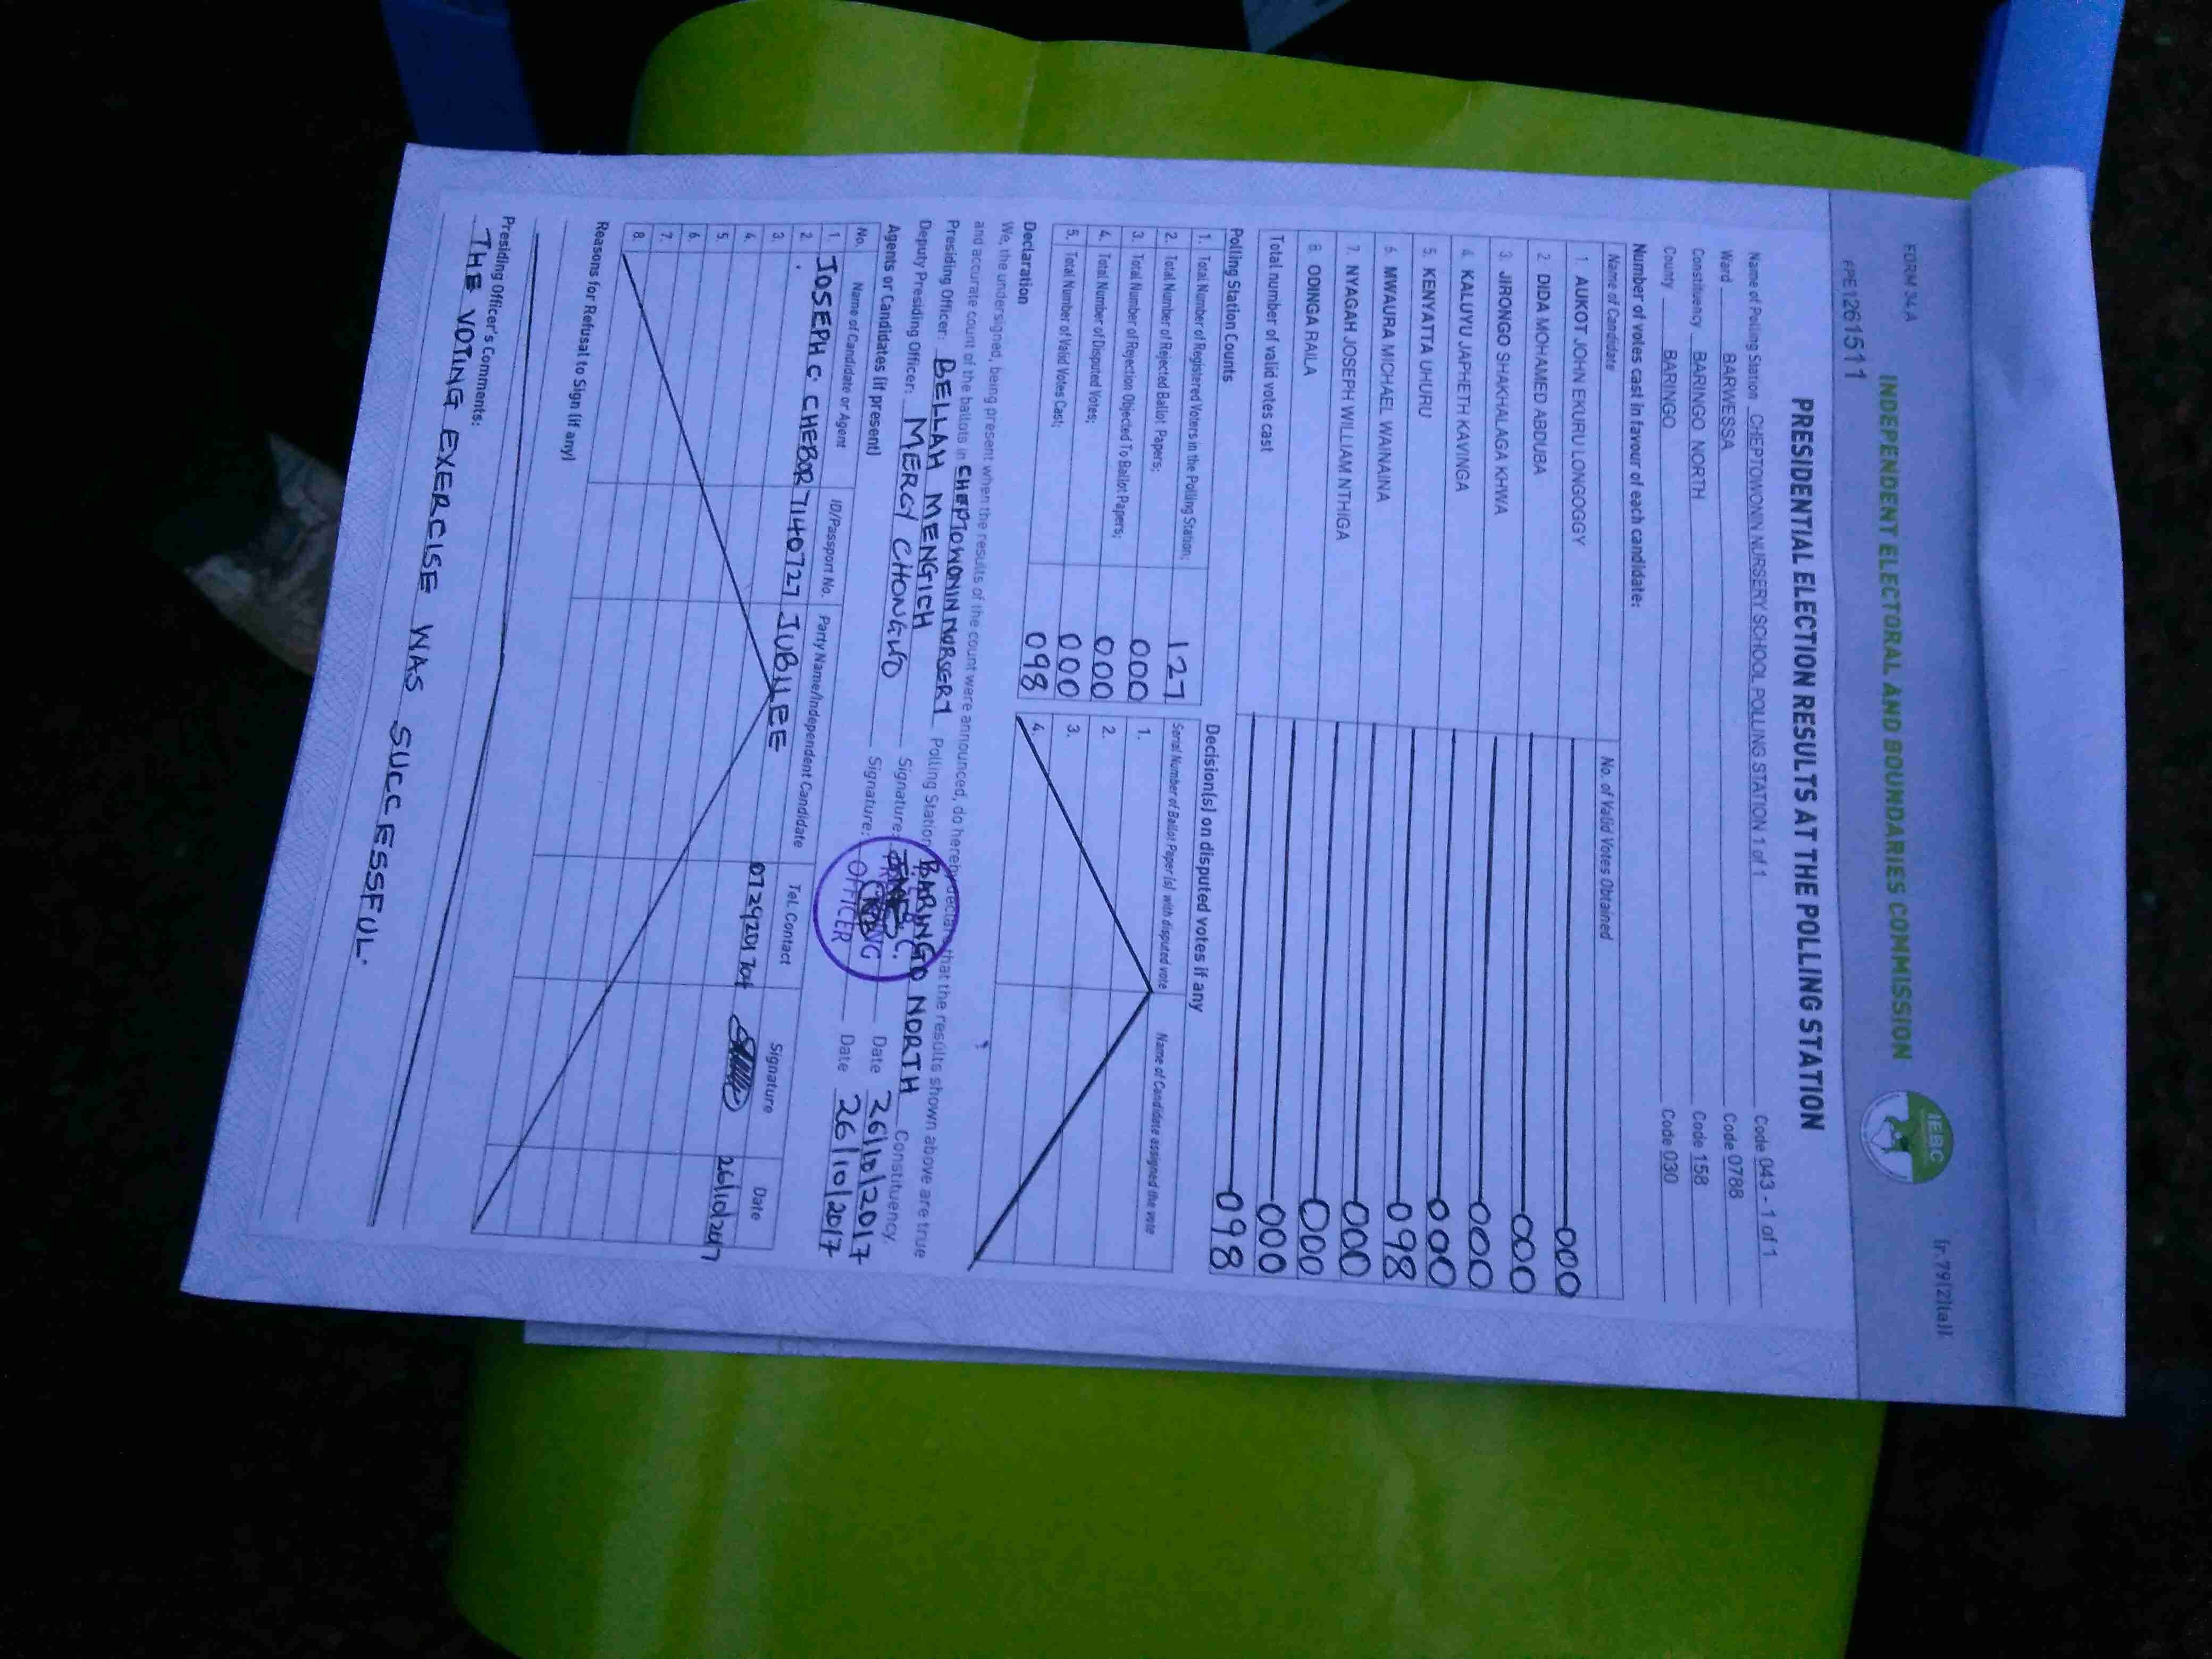 FORM 34A
[r.79(2)(a)]
INDEPENDENT ELECTORAL AND BOUNDARIES COMMISSION
IEBC
PPE1261511
PRESIDENTIAL ELECTION RESULTS AT THE POLLING STATION
Name of Polling Station CHEPTOWONIN NURSERY SCHOOL POLLING STATION 1 of 1 Code 043 - 1 of 1
Ward BARWESSA Code 0788
Constituency BARINGO NORTH Code 158
County BARINGO Code 030
Number of votes cast in favour of each candidate:
Name of Candidate No. of Valid Votes Obtained
1. AUKOT JOHN EKURU LONGOGGY 000
2. DIDA MOHAMED ABDUBA 000
3. JIRONGO SHAKHALAGA KHWA 000
4. KALUYU JAPHETH KAVINGA 000
5. KENYATTA UHURU 098
6. MWAURA MICHAEL WAINAINA 000
7. NYAGAH JOSEPH WILLIAM NTHIGA 000
8. ODINGA RAILA 000
Total number of valid votes cast 098
Polling Station Counts
1. Total Number of Registered Voters in the Polling Station; 127
2. Total Number of Rejected Ballot Papers; 000
3. Total Number of Rejection Objected To Ballot Papers; 000
4. Total Number of Disputed Votes; 000
5. Total Number of Valid Votes Cast; 098
Decision(s) on disputed votes if any
Serial Number of Ballot Paper (s) with disputed vote Name of Candidate assigned the vote
1.
2.
3.
4.
Declaration
We, the undersigned, being present when the results of the count were announced, do hereby declare that the results shown above are true
and accurate count of the ballots in CHEPTOWONIN NURSERY Polling Station BARINGO NORTH Constituency.
Presiding Officer: BELLAH MENGICH Signature: Date 26/10/2017
Deputy Presiding Officer: MERCY CHONGWO Signature: Date 26/10/2017
OFFICER
Agents or Candidates (if present)
No. Name of Candidate or Agent ID/Passport No. Party Name/Independent Candidate Tel. Contact Signature Date
1. JOSEPH C. CHEBOR 7140727 JUBILEE 0729201704 26/10/2017
2.
3.
4.
5.
6.
7.
8.
Reasons for Refusal to Sign (if any)
Presiding Officer's Comments:
THE VOTING EXERCISE WAS SUCCESSFUL.